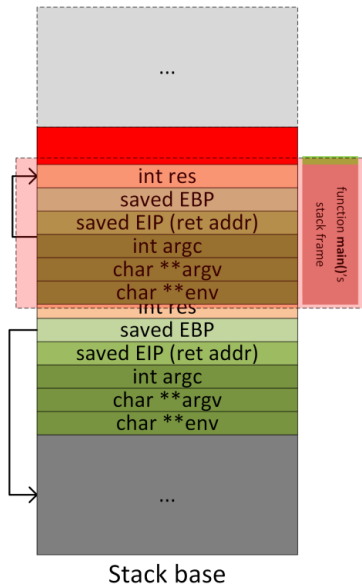 ...
int res
saved EBP
saved EIP (ret addr)
int argc
char **argv
char **env
int res
saved EBP
saved EIP (ret addr)
int argc
char **argv
char **env
...
function main()'s
stack frame
Stack base